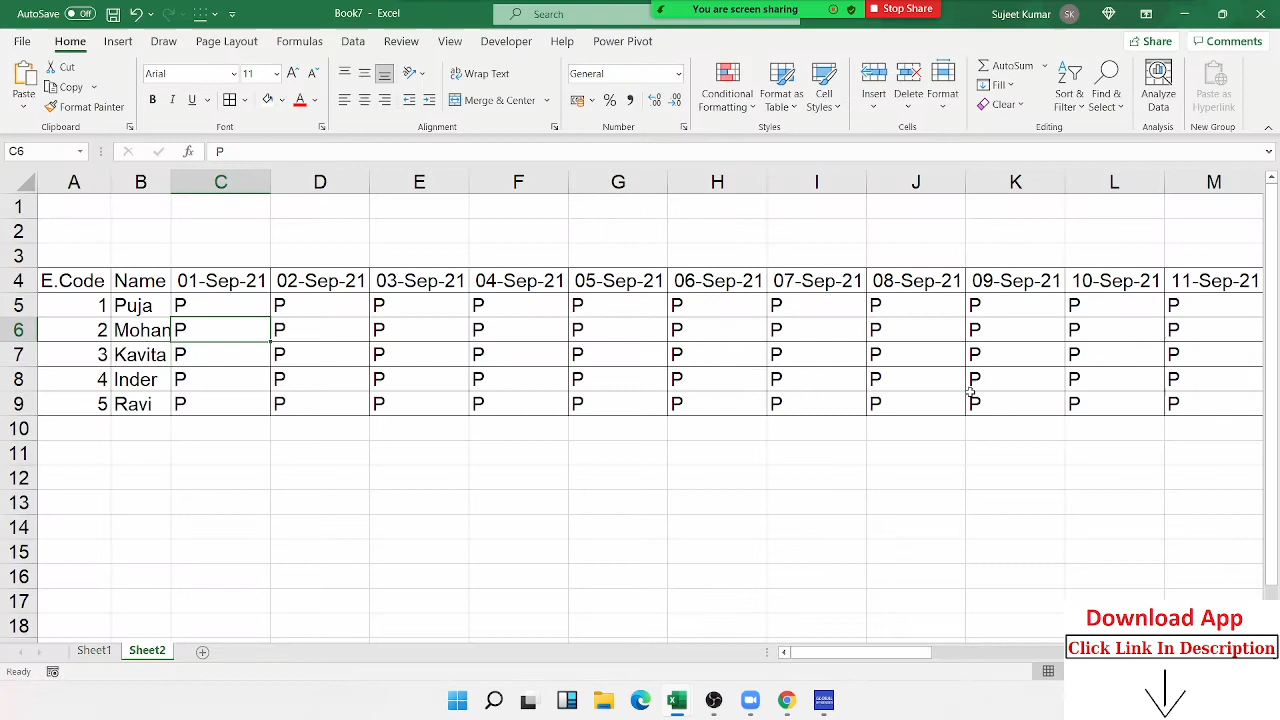 AutoSave Off Book7 - Excel Search You are screen sharing Stop Share Sujeet Kumar SK
File Home Insert Draw Page Layout Formulas Data Review View Developer Help Power Pivot Share Comments
Paste Cut Copy Format Painter Clipboard
Arial 11 B I U A Font
Wrap Text Merge & Center Alignment
General % Number
Conditional Formatting Format as Table Cell Styles Styles
Insert Delete Format Cells
AutoSum Fill Clear Sort & Filter Find & Select Editing
Analyze Data Analysis
Paste as Hyperlink New Group
C6 fx P
A B C D E F G H I J K L M
1
2
3
4 E.Code Name 01-Sep-21 02-Sep-21 03-Sep-21 04-Sep-21 05-Sep-21 06-Sep-21 07-Sep-21 08-Sep-21 09-Sep-21 10-Sep-21 11-Sep-21
5 1 Puja P P P P P P P P P P P
6 2 Mohan P P P P P P P P P P P
7 3 Kavita P P P P P P P P P P P
8 4 Inder P P P P P P P P P P P
9 5 Ravi P P P P P P P P P P P
10
11
12
13
14
15
16
17
18
Download App
Click Link In Description
Sheet1 Sheet2
Ready